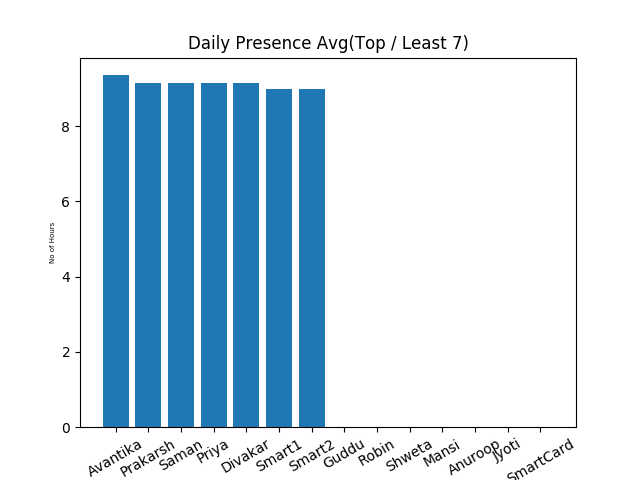 Daily Presence Avg(Top / Least 7)
No of Hours
8
6
4
2
0
Avantika
Prakarsh
Saman
Priya
Divakar
Smart1
Smart2
Guddu
Robin
Shweta
Mansi
Anuroop
Jyoti
SmartCard